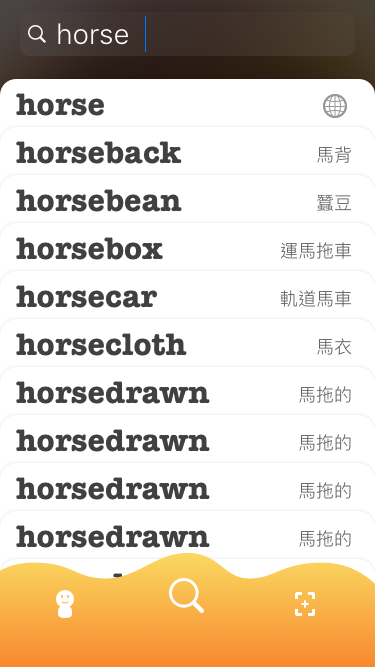 horse
horse
horseback 馬背
horsebean 蠶豆
horsebox 運馬拖車
horsecar 軌道馬車
horsecloth 馬衣
horsedrawn 馬拖的
horsedrawn 馬拖的
horsedrawn 馬拖的
horsedrawn 馬拖的